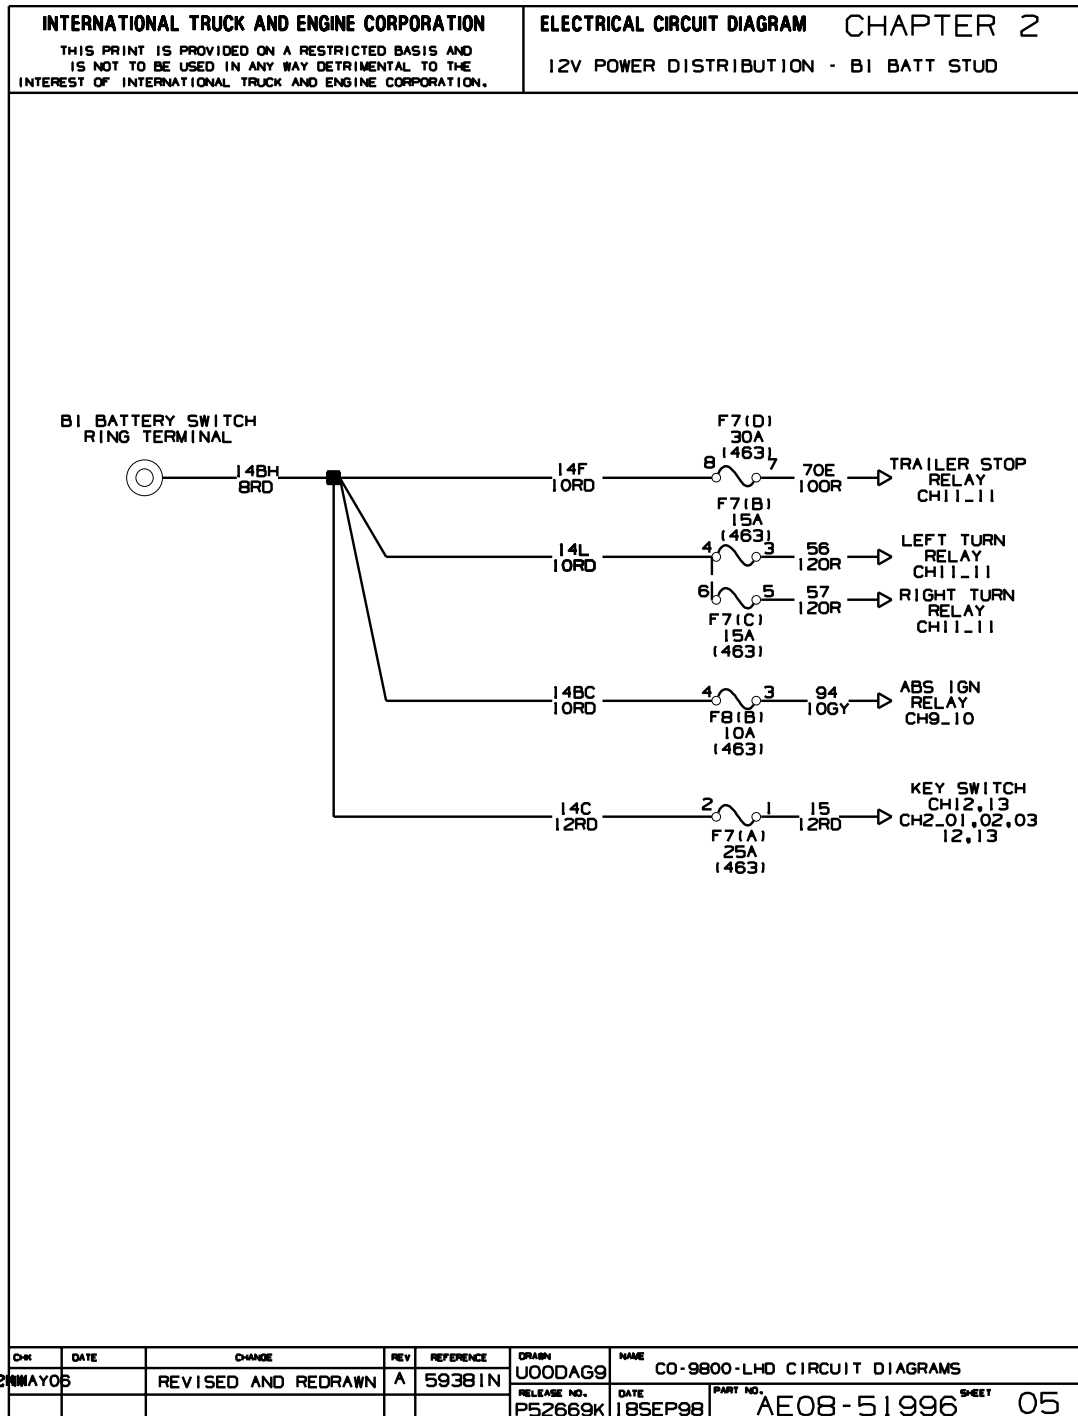 INTERNATIONAL TRUCK AND ENGINE CORPORATION
THIS PRINT IS PROVIDED ON A RESTRICTED BASIS AND
IS NOT TO BE USED IN ANY WAY DETRIMENTAL TO THE
INTEREST OF INTERNATIONAL TRUCK AND ENGINE CORPORATION.
ELECTRICAL CIRCUIT DIAGRAM CHAPTER 2
12V POWER DISTRIBUTION - B1 BATT STUD
B1 BATTERY SWITCH
RING TERMINAL
14BH
8RD
14F
10RD
F7(D)
30A
(463)
8 7
70E
10OR
TRAILER STOP
RELAY
CH11_11
14L
10RD
F7(B)
15A
(463)
4 3
56
12OR
LEFT TURN
RELAY
CH11_11
6 5
F7(C)
15A
(463)
57
12OR
RIGHT TURN
RELAY
CH11_11
14BC
10RD
4 3
F8(B)
10A
(463)
94
10GY
ABS IGN
RELAY
CH9_10
14C
12RD
2 1
F7(A)
25A
(463)
15
12RD
KEY SWITCH
CH12,13
CH2_01,02,03
12,13
CHK DATE CHANGE REV REFERENCE
REVISED AND REDRAWN A 59381N
DRAWN
U00DAG9
NAME
CO-9800-LHD CIRCUIT DIAGRAMS
RELEASE NO.
P52669K
DATE
18SEP98
PART NO.
AE08-51996
SHEET 05